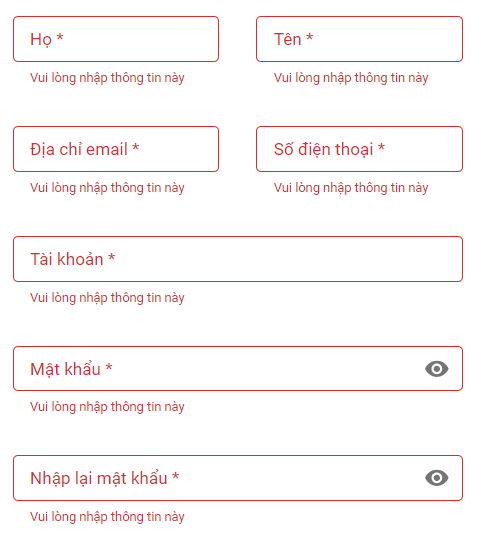 Họ *
Tên *
Vui lòng nhập thông tin này
Vui lòng nhập thông tin này
Địa chỉ email *
Số điện thoại *
Vui lòng nhập thông tin này
Vui lòng nhập thông tin này
Tài khoản *
Vui lòng nhập thông tin này
Mật khẩu *
Vui lòng nhập thông tin này
Nhập lại mật khẩu *
Vui lòng nhập thông tin này